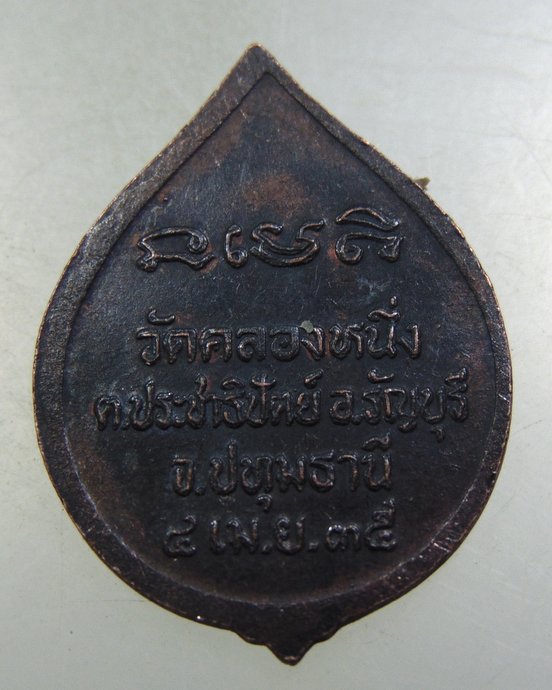 วัดคลองหนึ่ง
ต.ประชาธิปัตย์ อ.ธัญบุรี
จ.ปทุมธานี
๔ เม.ย.๓๕